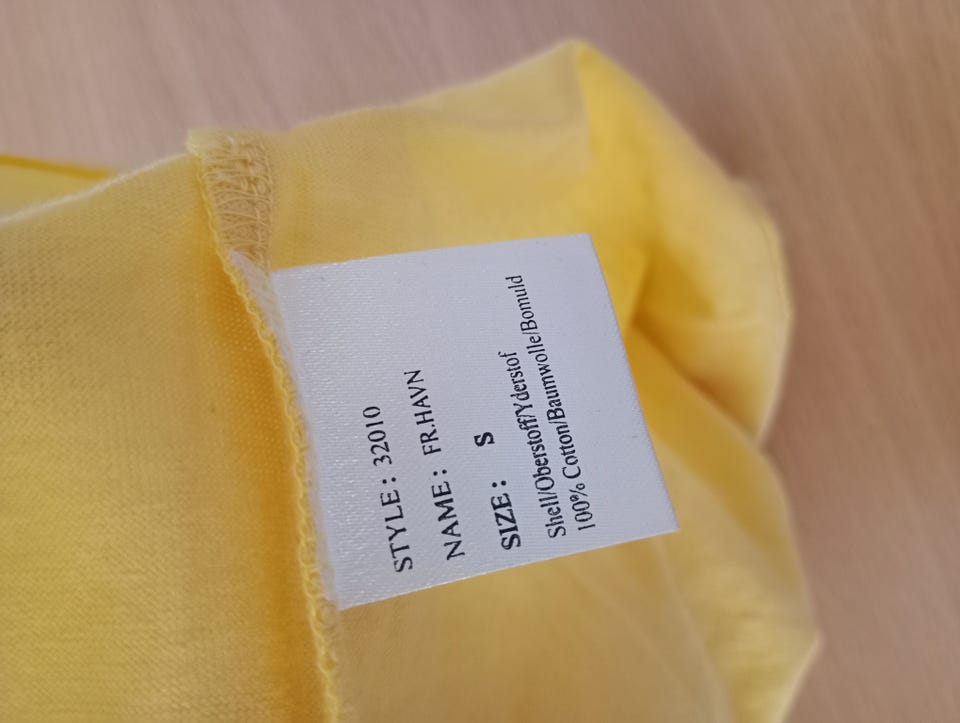 STYLE: 32010
NAME: FR.HAVN
SIZE: S
Shell/Oberstoff/Yderstof
100% Cotton/Baumwolle/Bomuld